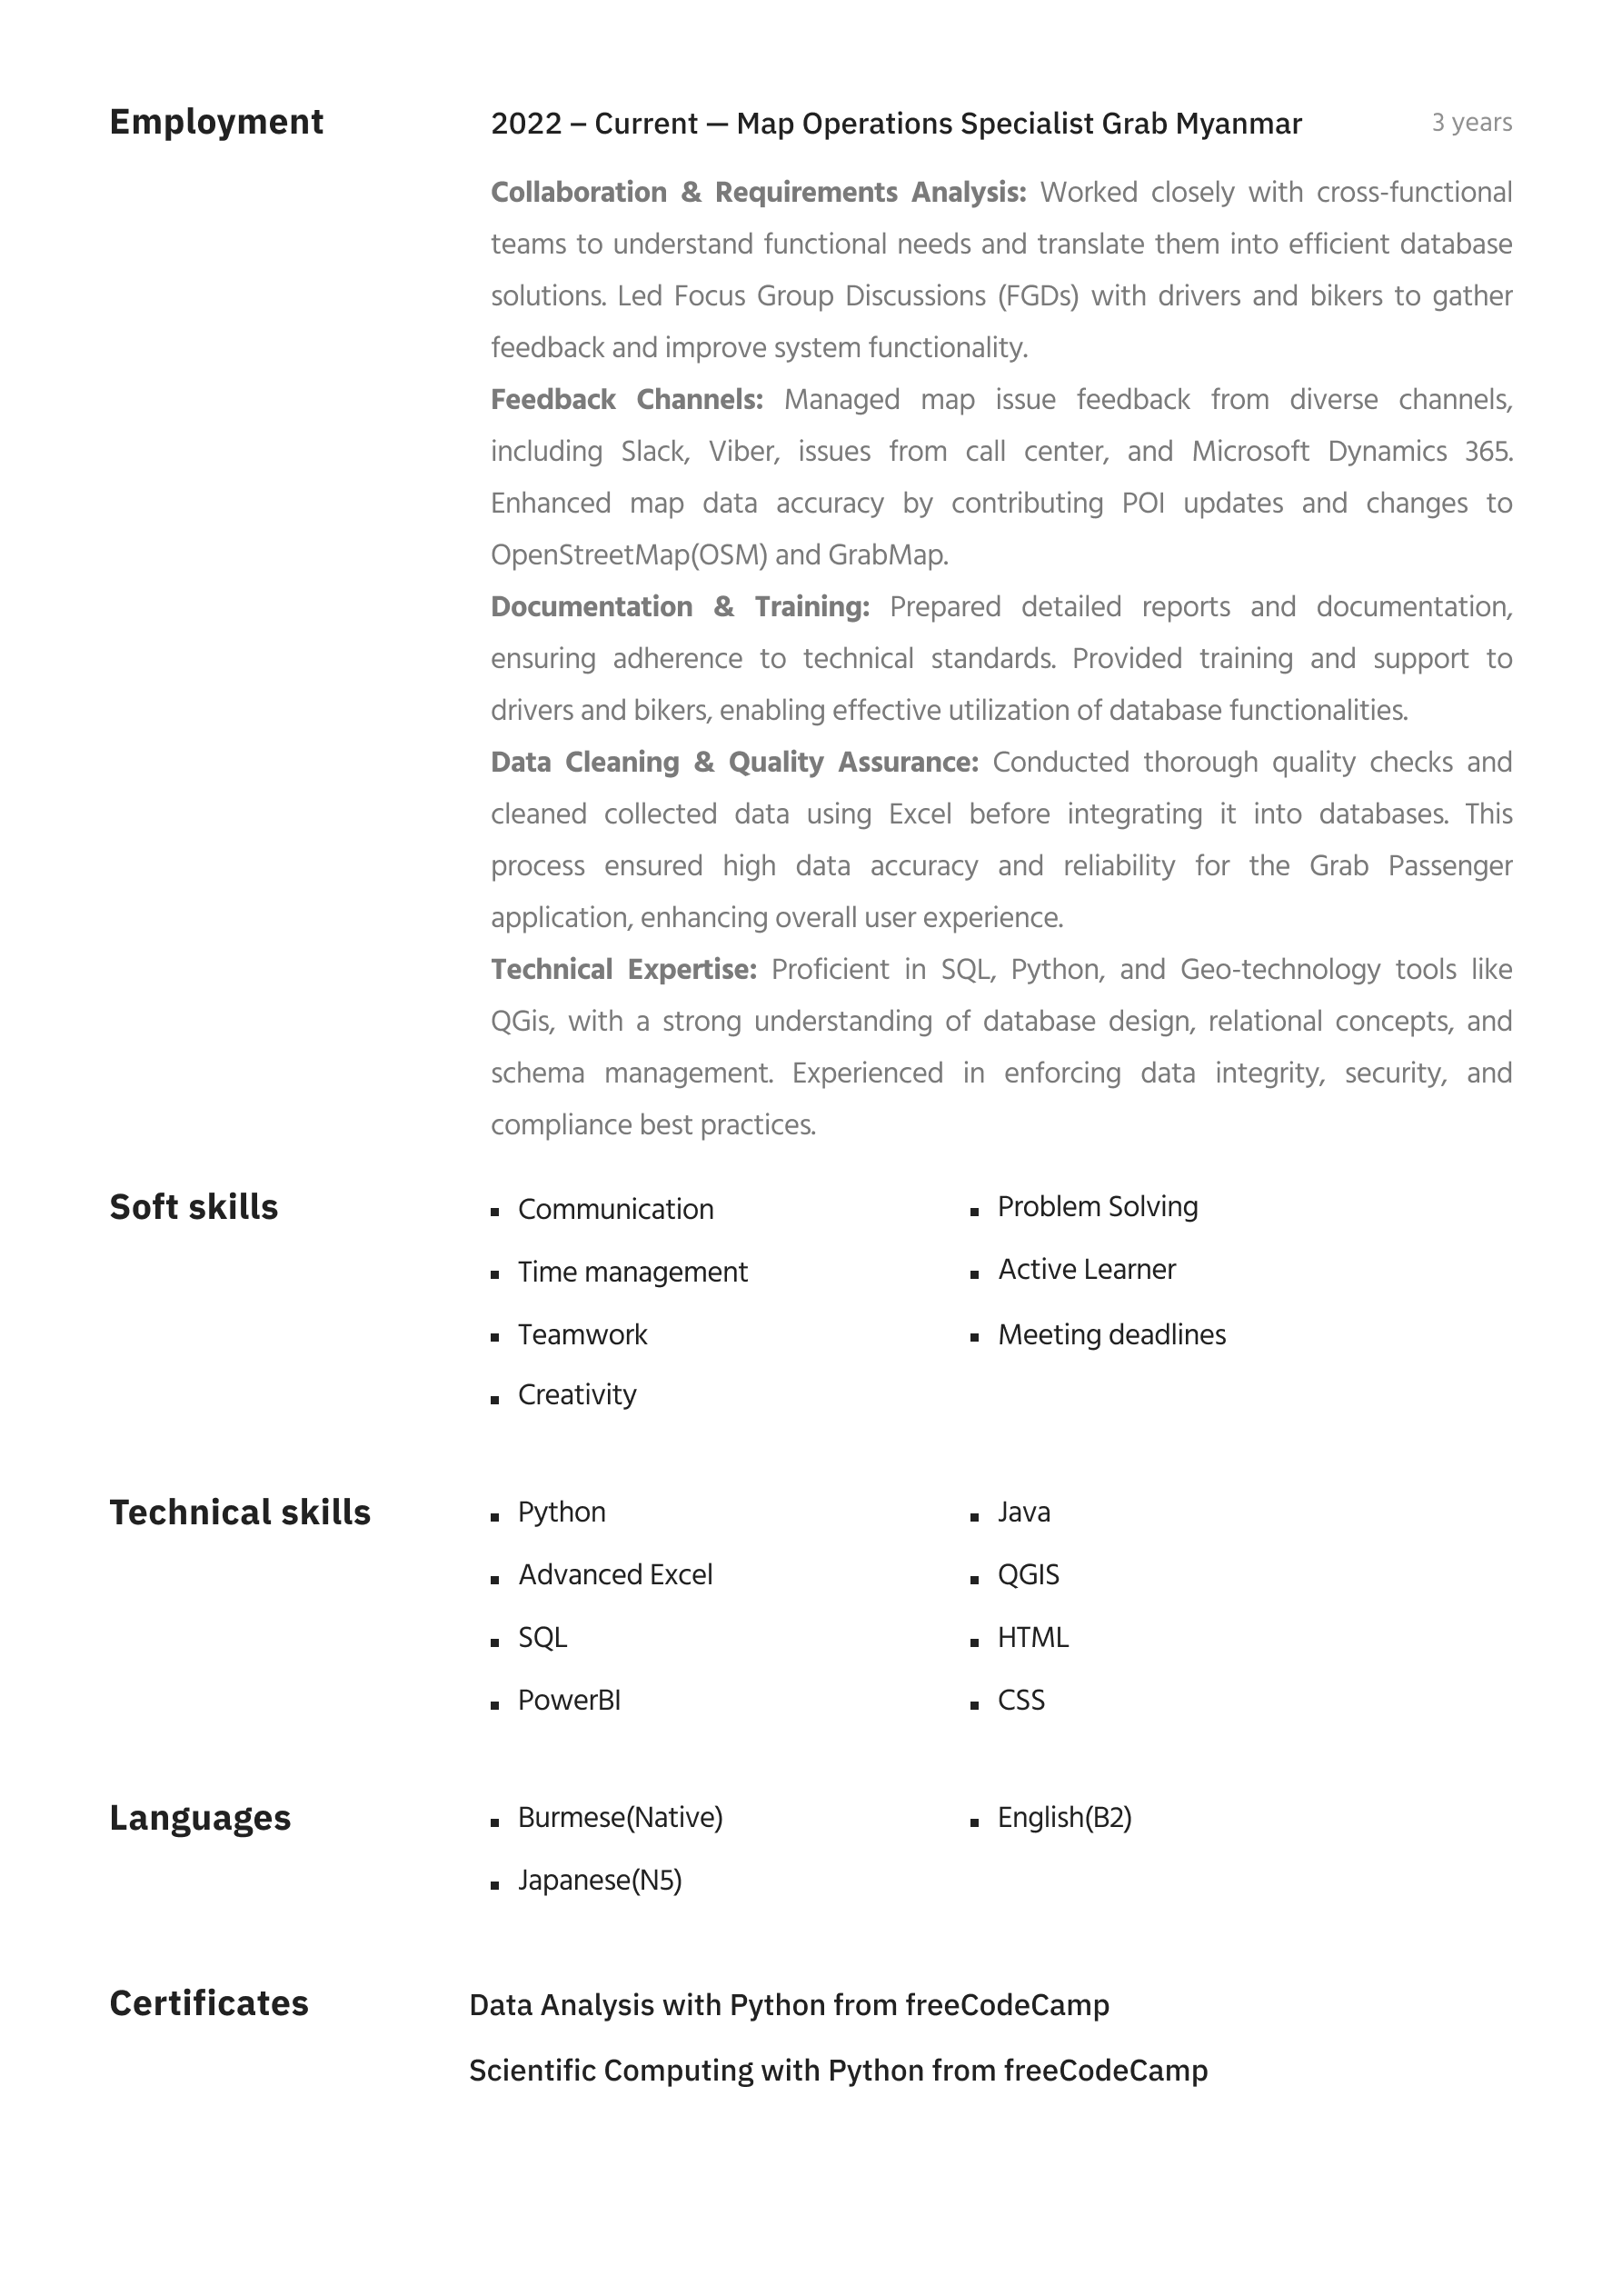 Employment
2022 – Current — Map Operations Specialist Grab Myanmar 3 years
Collaboration & Requirements Analysis: Worked closely with cross-functional
teams to understand functional needs and translate them into efficient database
solutions. Led Focus Group Discussions (FGDs) with drivers and bikers to gather
feedback and improve system functionality.
Feedback Channels: Managed map issue feedback from diverse channels,
including Slack, Viber, issues from call center, and Microsoft Dynamics 365.
Enhanced map data accuracy by contributing POI updates and changes to
OpenStreetMap(OSM) and GrabMap.
Documentation & Training: Prepared detailed reports and documentation,
ensuring adherence to technical standards. Provided training and support to
drivers and bikers, enabling effective utilization of database functionalities.
Data Cleaning & Quality Assurance: Conducted thorough quality checks and
cleaned collected data using Excel before integrating it into databases. This
process ensured high data accuracy and reliability for the Grab Passenger
application, enhancing overall user experience.
Technical Expertise: Proficient in SQL, Python, and Geo-technology tools like
QGis, with a strong understanding of database design, relational concepts, and
schema management. Experienced in enforcing data integrity, security, and
compliance best practices.
Soft skills
▪ Communication
▪ Time management
▪ Teamwork
▪ Creativity
▪ Problem Solving
▪ Active Learner
▪ Meeting deadlines
Technical skills
▪ Python
▪ Advanced Excel
▪ SQL
▪ PowerBI
▪ Java
▪ QGIS
▪ HTML
▪ CSS
Languages
▪ Burmese(Native)
▪ Japanese(N5)
▪ English(B2)
Certificates
Data Analysis with Python from freeCodeCamp
Scientific Computing with Python from freeCodeCamp